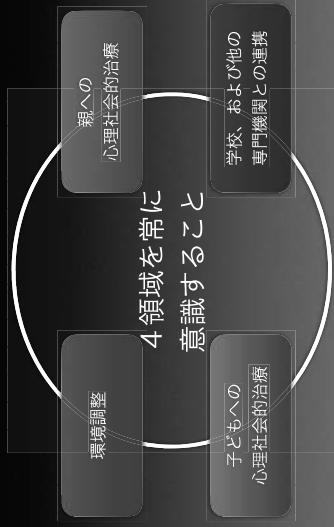 ４領域を常に
意識すること
環境調整
親への
心理社会的治療
子どもへの
心理社会的治療
学校、および他の
専門機関との連携